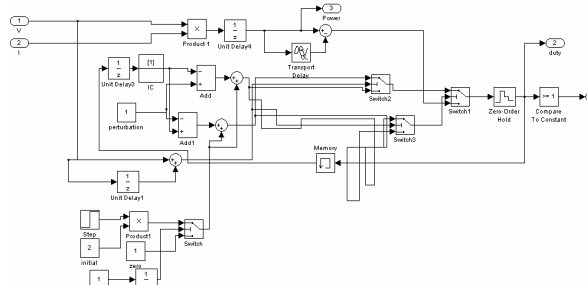 1
V
2
I
×
Product 1
1
z
Unit Delay4
3
Power
Transport
Delay
1
z
Unit Delay3
[1]
IC
Add
1
perturbation
Add1
Switch2
Switch3
Switch1
Zero-Order
Hold
2
duty
>= 1
Compare
To Constant
Memory
1
z
Unit Delay1
Step
2
initial
×
Product1
1
zero
Switch
1
1